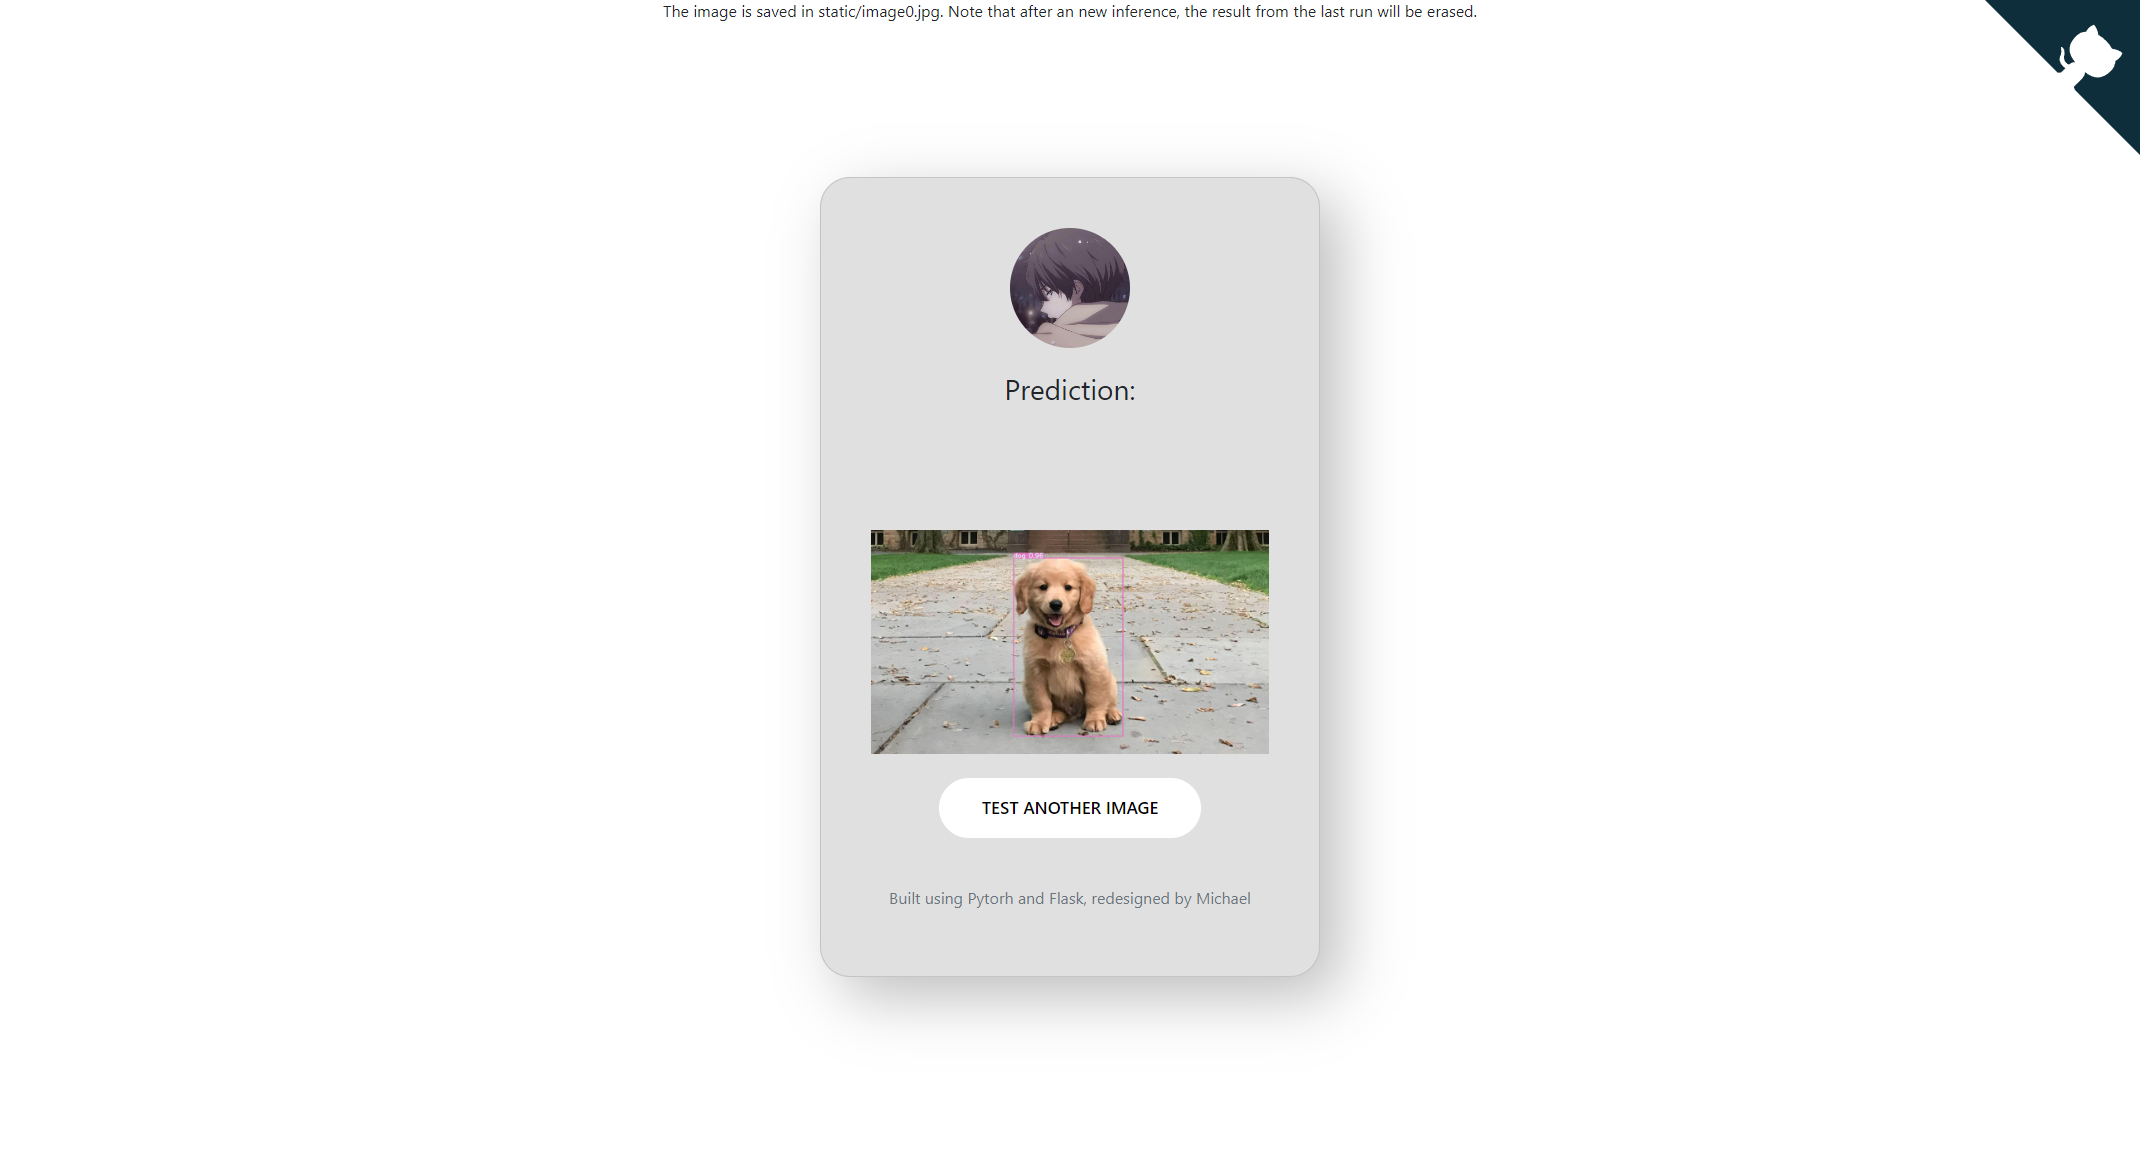 The image is saved in static/image0.jpg. Note that after an new inference, the result from the last run will be erased.
Prediction:
dog 0.96
TEST ANOTHER IMAGE
Built using Pytorh and Flask, redesigned by Michael